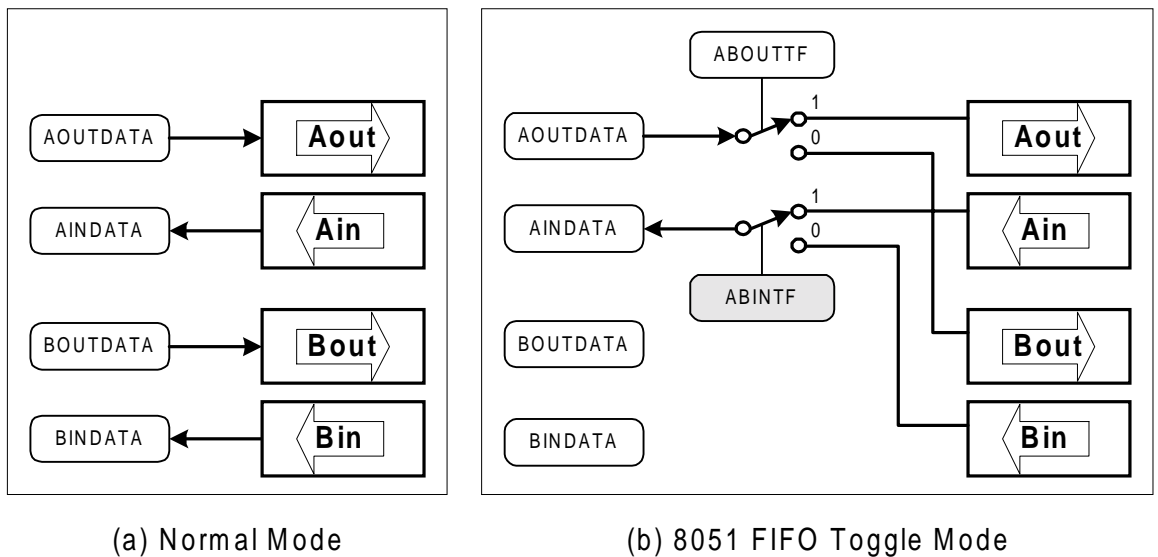 AOUTDATA
Aout
AINDATA
Ain
BOUTDATA
Bout
BINDATA
Bin
(a) Normal Mode
ABOUTTF
1
AOUTDATA
0
Aout
1
AINDATA
0
Ain
ABINTF
BOUTDATA
Bout
BINDATA
Bin
(b) 8051 FIFO Toggle Mode